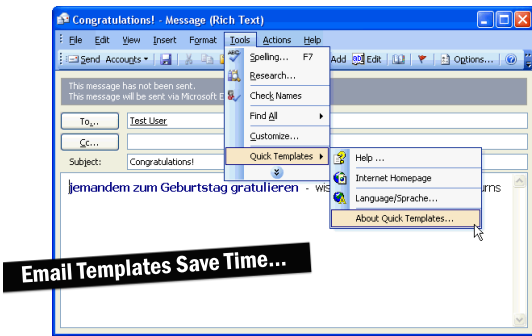 Congratulations! - Message (Rich Text)
File Edit View Insert Format Tools Actions Help
Send Accounts Add Edit Options...
This message has not been sent.
This message will be sent via Microsoft
To...
Test User
Cc...
Subject:
Congratulations!
Spelling... F7
Research...
Check Names
Find All
Customize...
Quick Templates
Help ...
Internet Homepage
Language/Sprache...
About Quick Templates...
jemandem zum Geburtstag gratulieren -
Email Templates Save Time...